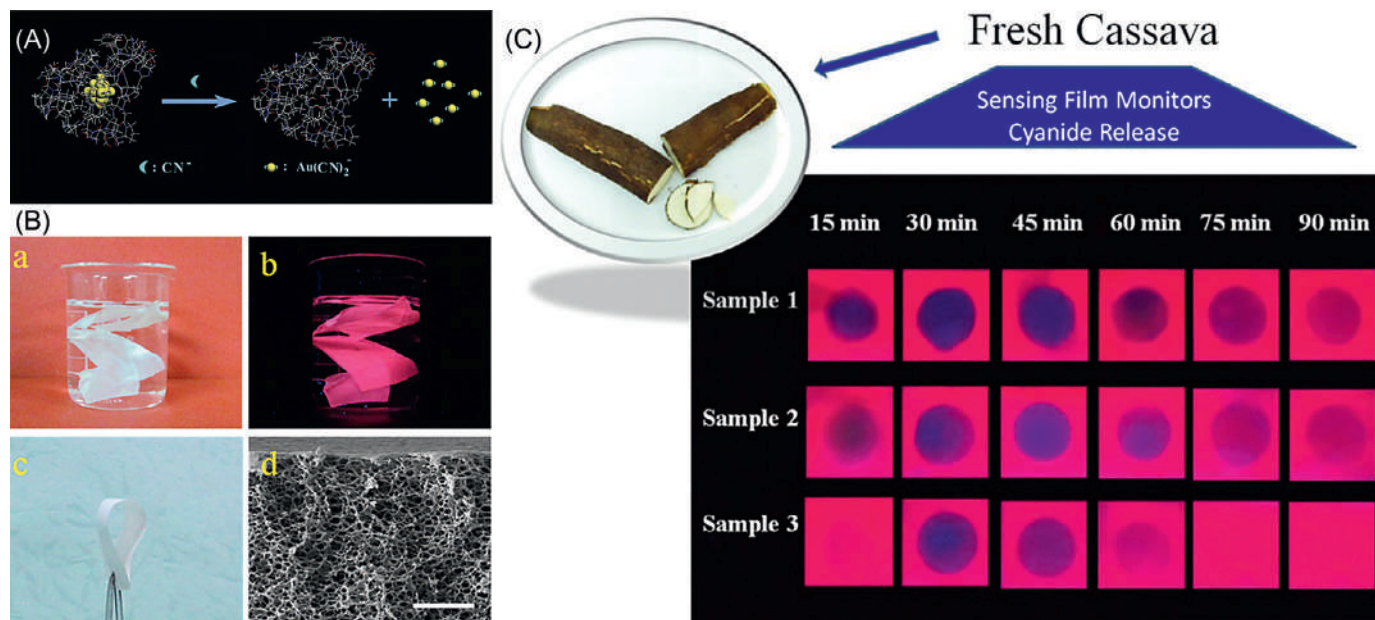 (A)
+
: CN⁻
: Au(CN)₂⁻
(B)
a
b
c
d
(C)
Fresh Cassava
Sensing Film Monitors
Cyanide Release
15 min 30 min 45 min 60 min 75 min 90 min
Sample 1
Sample 2
Sample 3